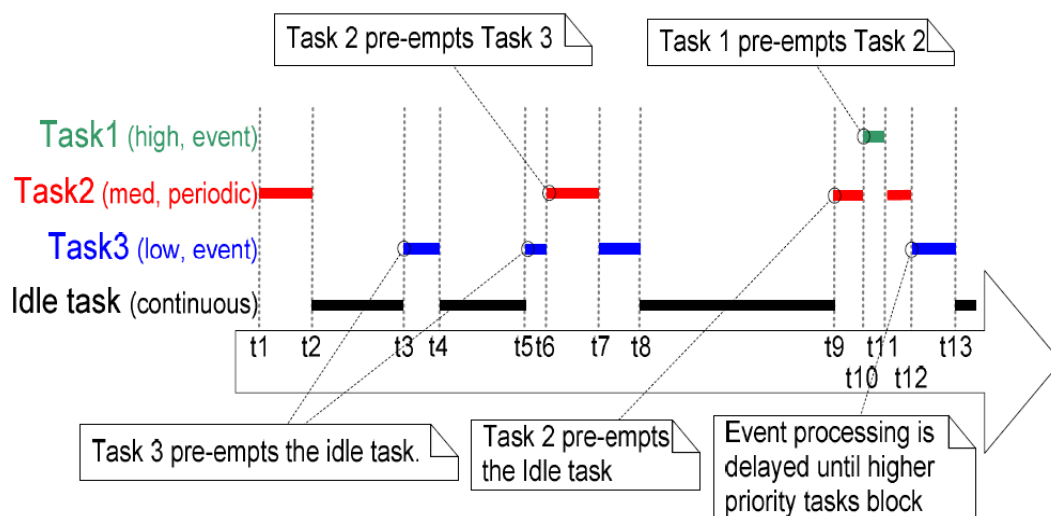 Task 2 pre-empts Task 3
Task 1 pre-empts Task 2
Task1 (high, event)
Task2 (med, periodic)
Task3 (low, event)
Idle task (continuous)
t1 t2 t3 t4 t5 t6 t7 t8 t9 t11 t13
t10 t12
Task 3 pre-empts the idle task.
Task 2 pre-empts
the Idle task
Event processing is
delayed until higher
priority tasks block